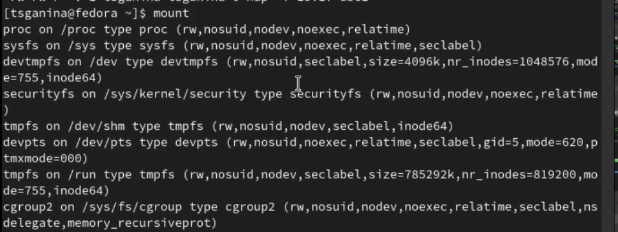 [tsganina@fedora ~]$ mount
proc on /proc type proc (rw,nosuid,nodev,noexec,relatime)
sysfs on /sys type sysfs (rw,nosuid,nodev,noexec,relatime,seclabel)
devtmpfs on /dev type devtmpfs (rw,nosuid,seclabel,size=4096k,nr_inodes=1048576,mod
e=755,inode64)
securityfs on /sys/kernel/security type securityfs (rw,nosuid,nodev,noexec,relatime
)
tmpfs on /dev/shm type tmpfs (rw,nosuid,nodev,seclabel,inode64)
devpts on /dev/pts type devpts (rw,nosuid,noexec,relatime,seclabel,gid=5,mode=620,p
tmxmode=000)
tmpfs on /run type tmpfs (rw,nosuid,nodev,seclabel,size=785292k,nr_inodes=819200,mo
de=755,inode64)
cgroup2 on /sys/fs/cgroup type cgroup2 (rw,nosuid,nodev,noexec,relatime,seclabel,ns
delegate,memory_recursiveprot)